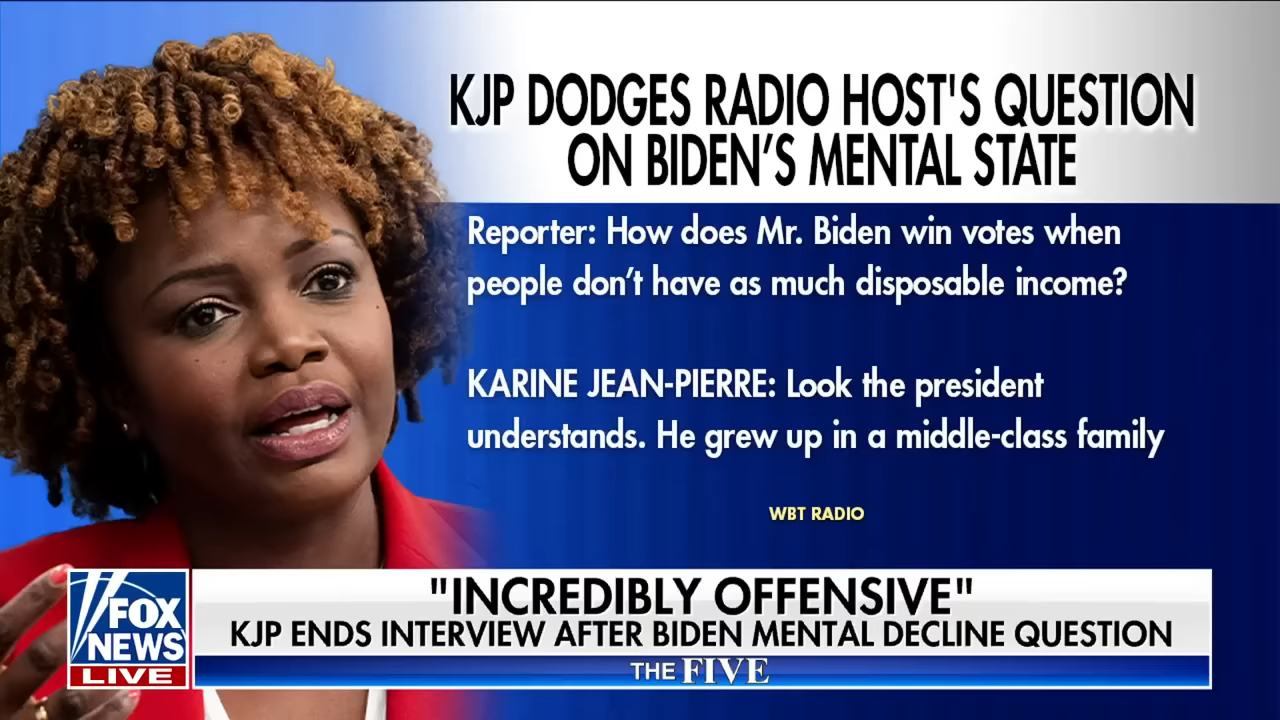 KJP DODGES RADIO HOST'S QUESTION
ON BIDEN’S MENTAL STATE
Reporter: How does Mr. Biden win votes when
people don’t have as much disposable income?
KARINE JEAN-PIERRE: Look the president
understands. He grew up in a middle-class family
WBT RADIO
"INCREDIBLY OFFENSIVE"
KJP ENDS INTERVIEW AFTER BIDEN MENTAL DECLINE QUESTION
THE FIVE
FOX
NEWS
LIVE